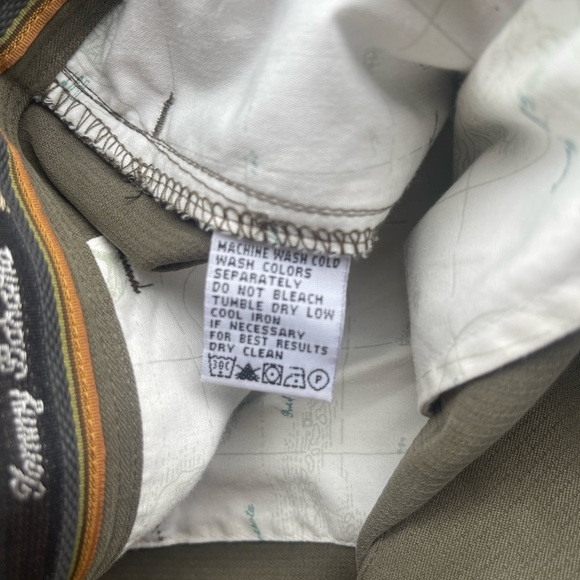 MACHINE WASH COLD
WASH COLORS
SEPARATELY
DO NOT BLEACH
TUMBLE DRY LOW
COOL IRON
IF NECESSARY
FOR BEST RESULTS
DRY CLEAN
30C
P
Tommy Bahama